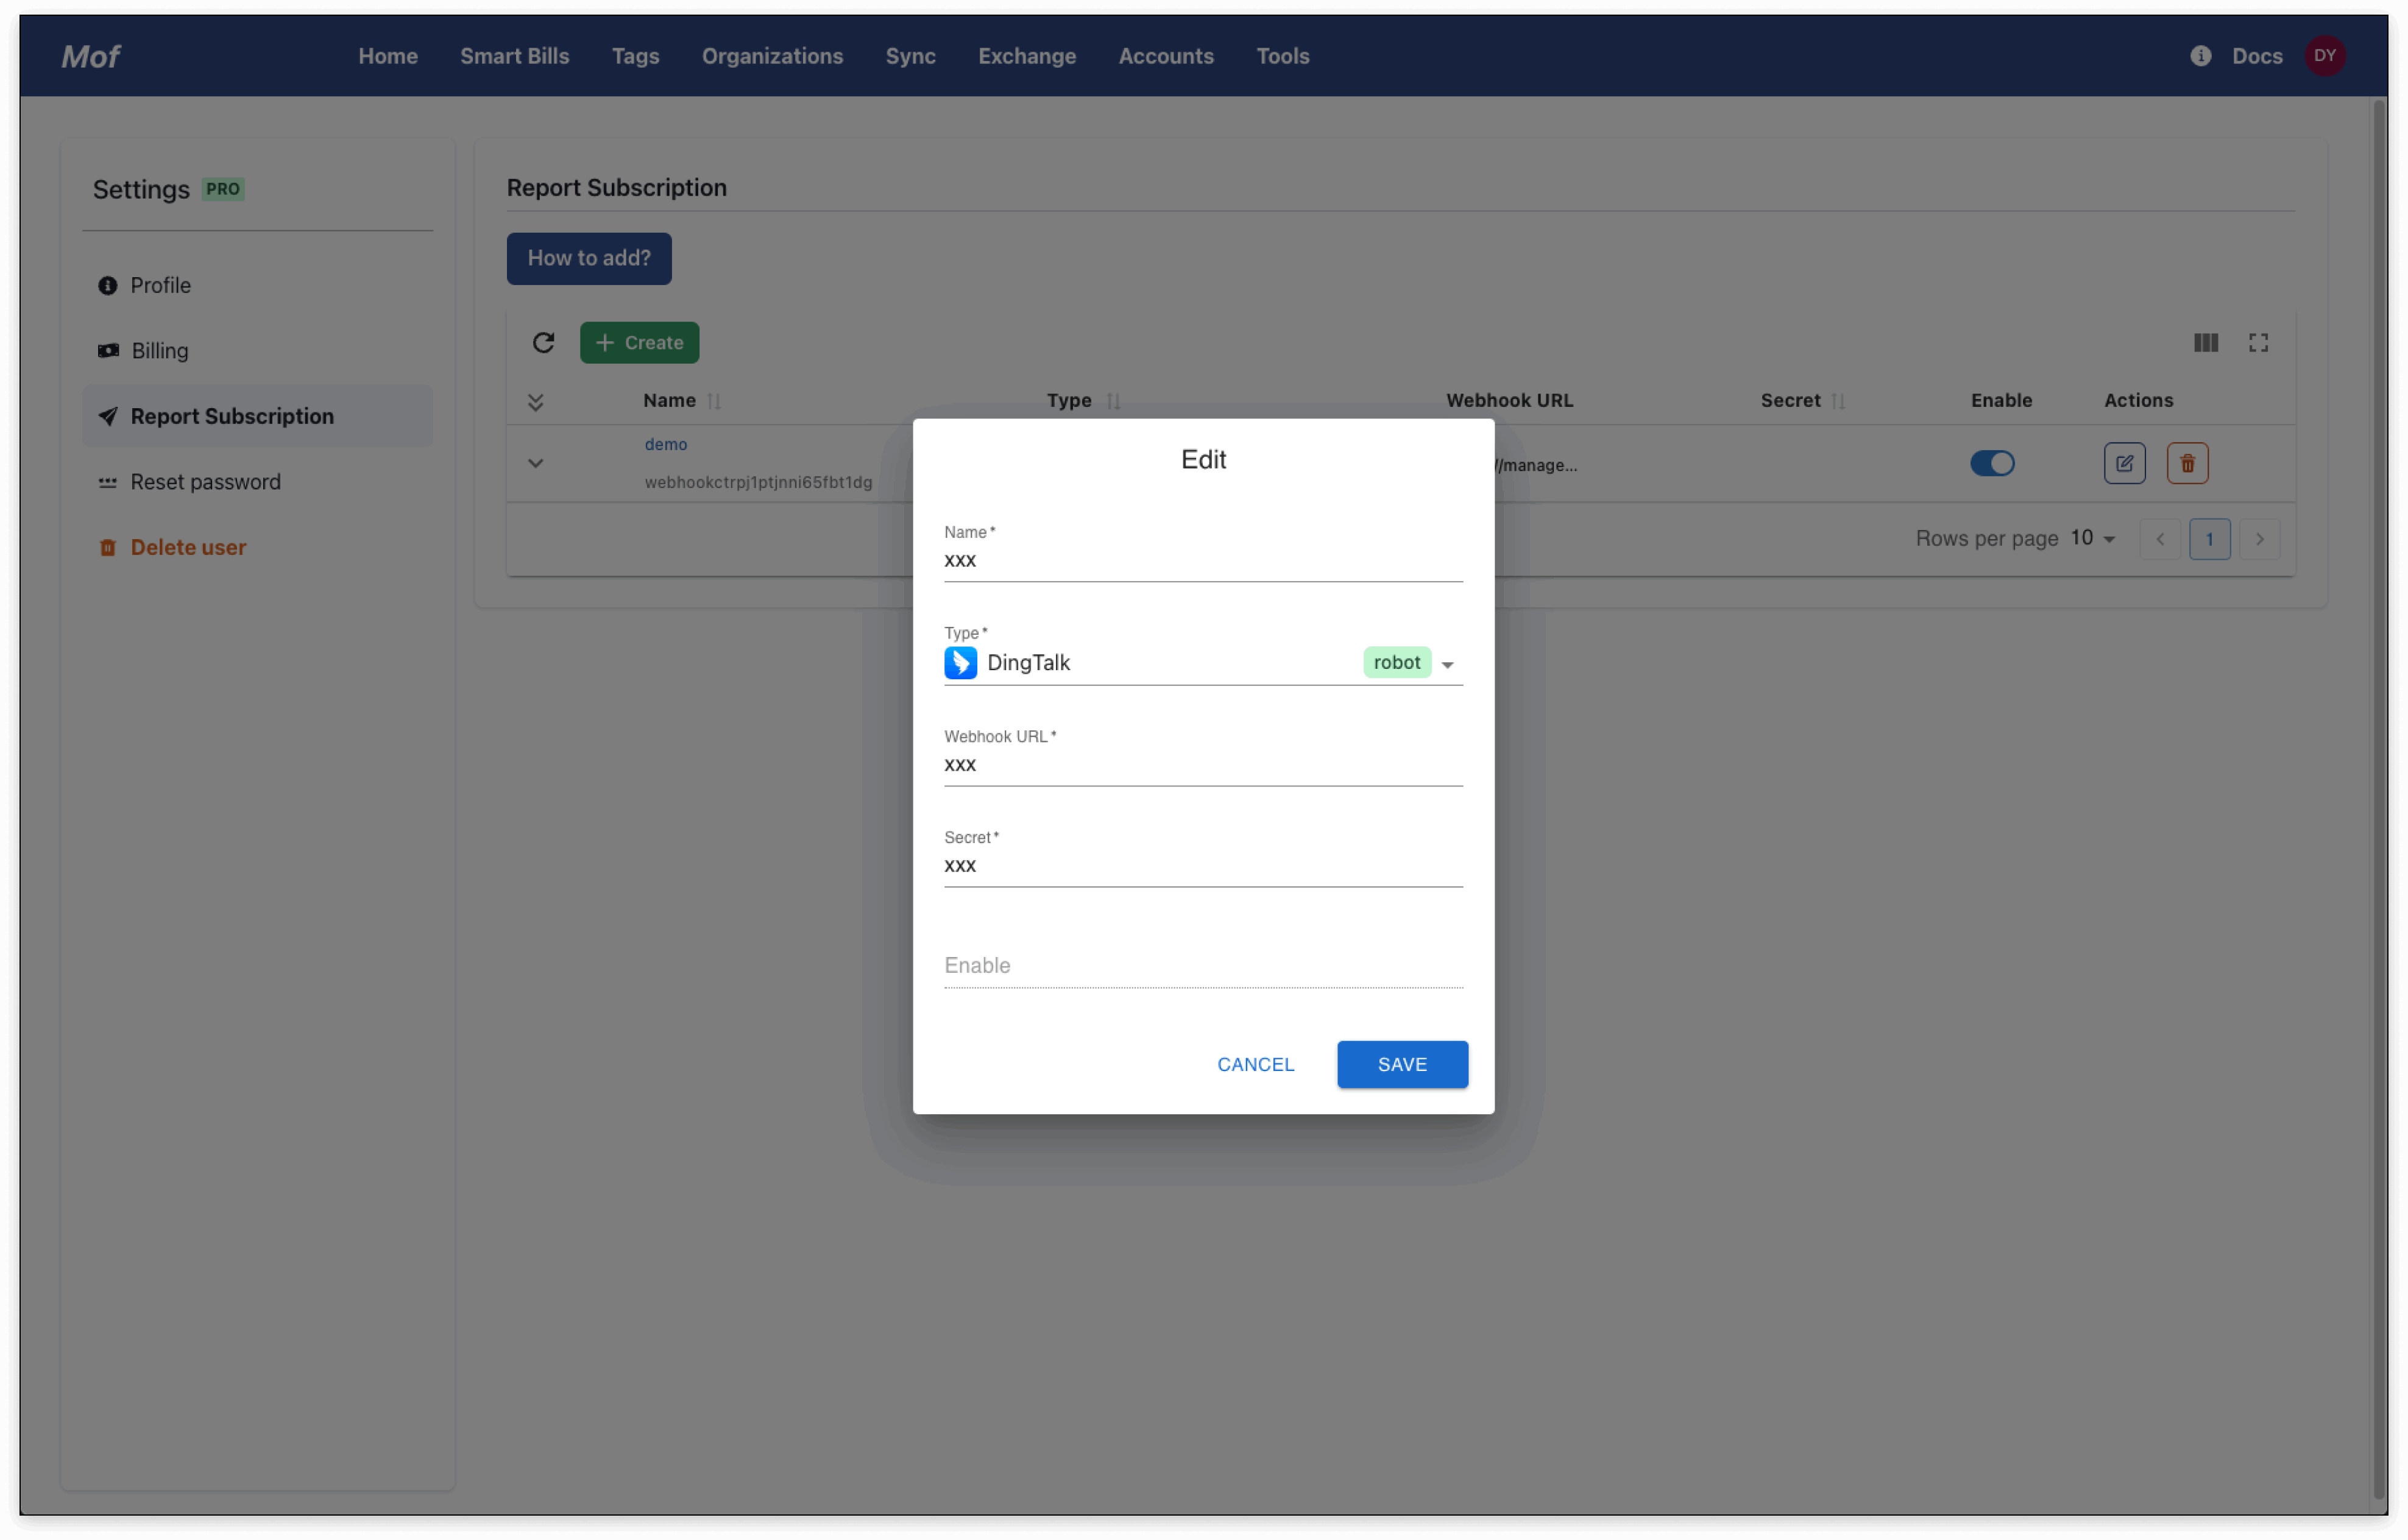 Mof
Home Smart Bills Tags Organizations Sync Exchange Accounts Tools
Docs DY
Settings PRO
Profile
Billing
Report Subscription
Reset password
Delete user
Report Subscription
How to add?
Create
Name Type Webhook URL Secret Enable Actions
demo
webhookctrpj1ptjnni65fbt1dg
//manage...
Rows per page 10 1
Edit
Name *
xxx
Type *
DingTalk robot
Webhook URL *
xxx
Secret *
xxx
Enable
CANCEL SAVE